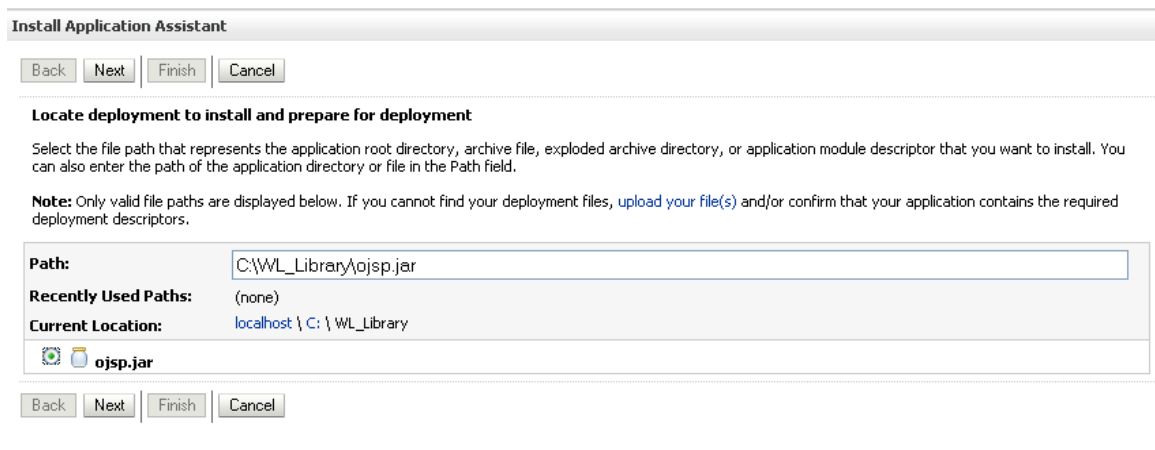 Install Application Assistant
Back Next Finish Cancel
Locate deployment to install and prepare for deployment
Select the file path that represents the application root directory, archive file, exploded archive directory, or application module descriptor that you want to install. You
can also enter the path of the application directory or file in the Path field.
Note: Only valid file paths are displayed below. If you cannot find your deployment files, upload your file(s) and/or confirm that your application contains the required
deployment descriptors.
Path: C:\WL_Library\ojsp.jar
Recently Used Paths: (none)
Current Location: localhost \ C: \ WL_Library
ojsp.jar
Back Next Finish Cancel